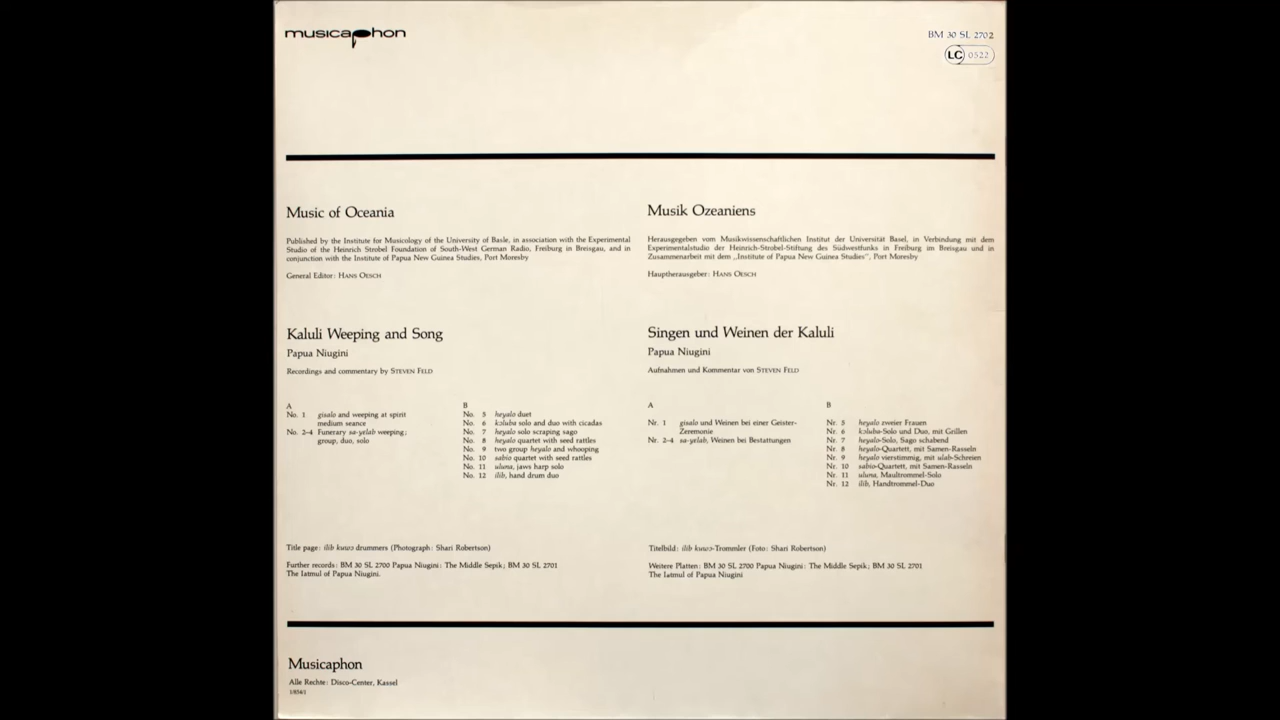 musicaphon
BM 30 SL 2702
LC 0522
Music of Oceania
Published by the Institute for Musicology of the University of Basle, in association with the Experimental
Studio of the Heinrich Strobel Foundation of South-West German Radio, Freiburg in Breisgau, and in
conjunction with the Institute of Papua New Guinea Studies, Port Moresby
General Editor: HANS OESCH
Kaluli Weeping and Song
Papua Niugini
Recordings and commentary by STEVEN FELD
A
No. 1 gisalo and weeping at spirit
medium seance
No. 2–4 Funerary sa-yɛlab weeping;
group, duo, solo
B
No. 5 heyalo duet
No. 6 kɔluba solo and duo with cicadas
No. 7 heyalo solo scraping sago
No. 8 heyalo quartet with seed rattles
No. 9 two group heyalo and whooping
No. 10 sabio quartet with seed rattles
No. 11 uluna, jaws harp solo
No. 12 ilib, hand drum duo
Title page: ilib kuwɔ drummers (Photograph: Shari Robertson)
Further records: BM 30 SL 2700 Papua Niugini: The Middle Sepik; BM 30 SL 2701
The Iatmul of Papua Niugini.
Musik Ozeaniens
Herausgegeben vom Musikwissenschaftlichen Institut der Universität Basel, in Verbindung mit dem
Experimentalstudio der Heinrich-Strobel-Stiftung des Südwestfunks in Freiburg im Breisgau und in
Zusammenarbeit mit dem „Institute of Papua New Guinea Studies", Port Moresby
Hauptherausgeber: HANS OESCH
Singen und Weinen der Kaluli
Papua Niugini
Aufnahmen und Kommentar von STEVEN FELD
A
Nr. 1 gisalo und Weinen bei einer Geister-
Zeremonie
Nr. 2–4 sa-yɛlab, Weinen bei Bestattungen
B
Nr. 5 heyalo zweier Frauen
Nr. 6 kɔluba-Solo und Duo, mit Grillen
Nr. 7 heyalo-Solo, Sago schabend
Nr. 8 heyalo-Quartett, mit Samen-Rasseln
Nr. 9 heyalo vierstimmig, mit ulab-Schreien
Nr. 10 sabio-Quartett, mit Samen-Rasseln
Nr. 11 uluna, Maultrommel-Solo
Nr. 12 ilib, Handtrommel-Duo
Titelbild: ilib kuwɔ-Trommler (Foto: Shari Robertson)
Weitere Platten: BM 30 SL 2700 Papua Niugini: The Middle Sepik; BM 30 SL 2701
The Iatmul of Papua Niugini
Musicaphon
Alle Rechte: Disco-Center, Kassel